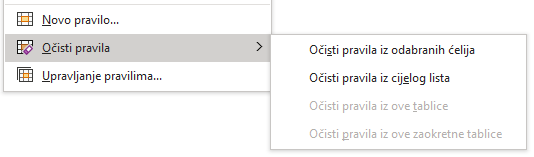 Novo pravilo...
Očisti pravila
Upravljanje pravilima...
Očisti pravila iz odabranih ćelija
Očisti pravila iz cijelog lista
Očisti pravila iz ove tablice
Očisti pravila iz ove zaokretne tablice